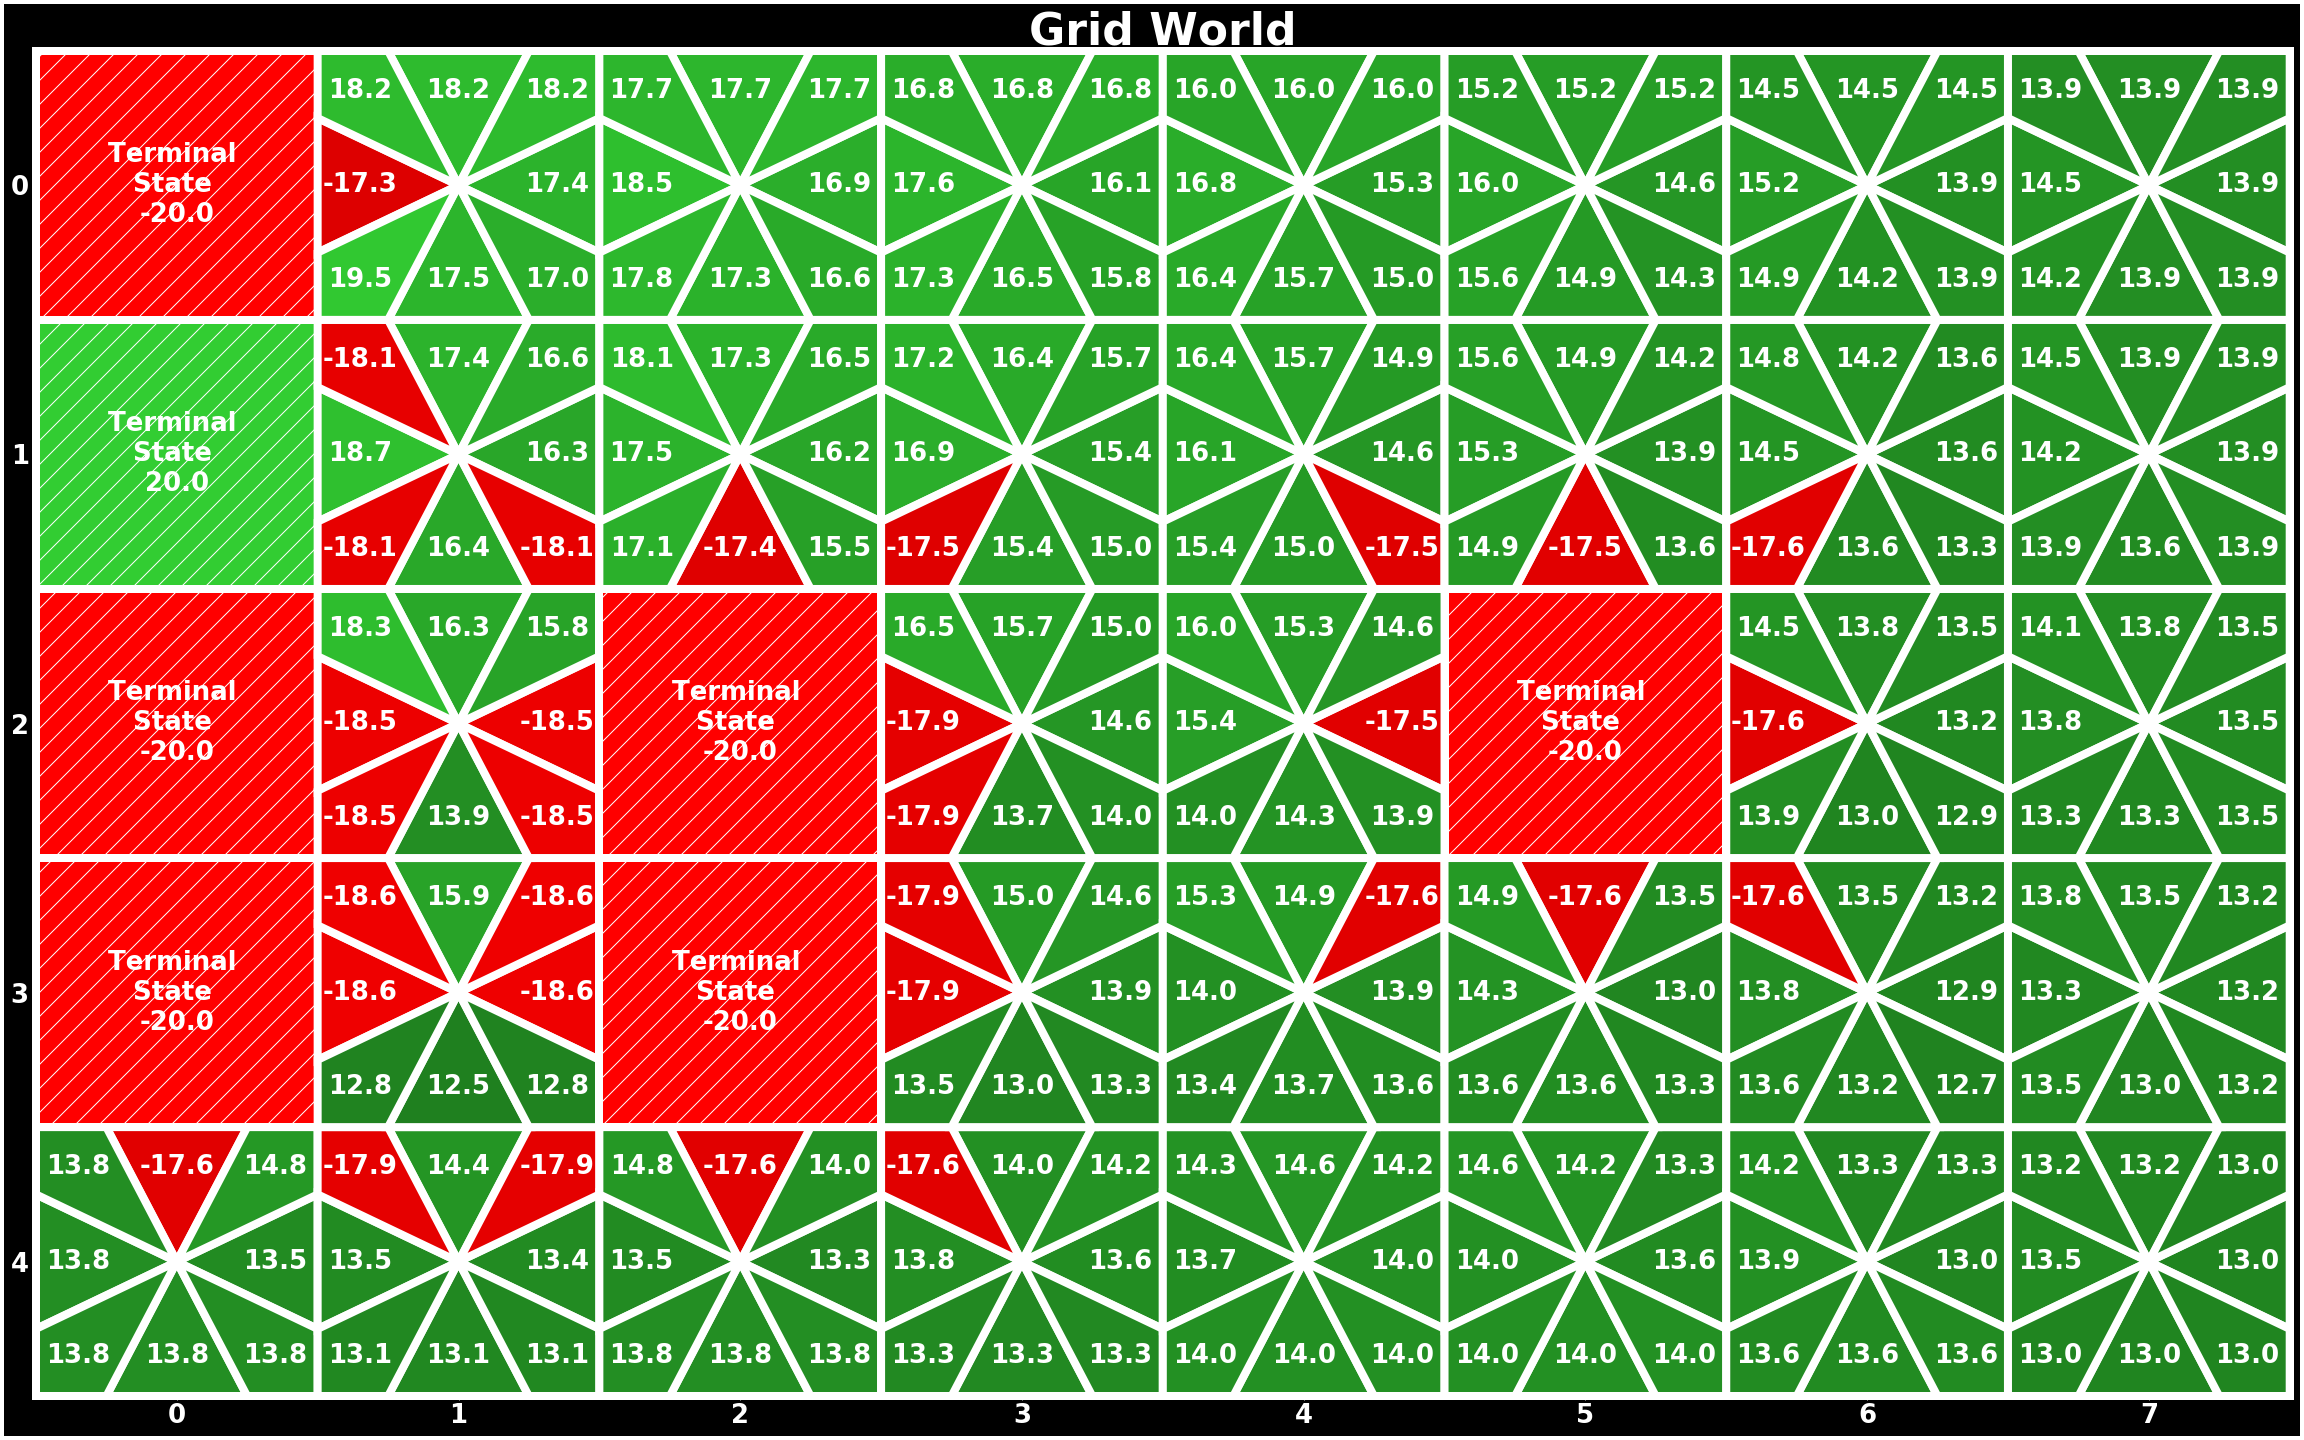 Grid World
18.2 18.2 18.2 17.7 17.7 17.7 16.8 16.8 16.8 16.0 16.0 16.0 15.2 15.2 15.2 14.5 14.5 14.5 13.9 13.9 13.9
Terminal
State
-20.0
0 -17.3 17.4 18.5 16.9 17.6 16.1 16.8 15.3 16.0 14.6 15.2 13.9 14.5 13.9
19.5 17.5 17.0 17.8 17.3 16.6 17.3 16.5 15.8 16.4 15.7 15.0 15.6 14.9 14.3 14.9 14.2 13.9 14.2 13.9 13.9
-18.1 17.4 16.6 18.1 17.3 16.5 17.2 16.4 15.7 16.4 15.7 14.9 15.6 14.9 14.2 14.8 14.2 13.6 14.5 13.9 13.9
Terminal
State
20.0
1 18.7 16.3 17.5 16.2 16.9 15.4 16.1 14.6 15.3 13.9 14.5 13.6 14.2 13.9
-18.1 16.4 -18.1 17.1 -17.4 15.5 -17.5 15.4 15.0 15.4 15.0 -17.5 14.9 -17.5 13.6 -17.6 13.6 13.3 13.9 13.6 13.9
18.3 16.3 15.8 16.5 15.7 15.0 16.0 15.3 14.6 14.5 13.8 13.5 14.1 13.8 13.5
Terminal Terminal Terminal
State State State
-20.0 -20.0 -20.0
2 -18.5 -18.5 -17.9 14.6 15.4 -17.5 -17.6 13.2 13.8 13.5
-18.5 13.9 -18.5 -17.9 13.7 14.0 14.0 14.3 13.9 13.9 13.0 12.9 13.3 13.3 13.5
-18.6 15.9 -18.6 -17.9 15.0 14.6 15.3 14.9 -17.6 14.9 -17.6 13.5 -17.6 13.5 13.2 13.8 13.5 13.2
Terminal Terminal
State State
-20.0 -20.0
3 -18.6 -18.6 -17.9 13.9 14.0 13.9 14.3 13.0 13.8 12.9 13.3 13.2
12.8 12.5 12.8 13.5 13.0 13.3 13.4 13.7 13.6 13.6 13.6 13.3 13.6 13.2 12.7 13.5 13.0 13.2
13.8 -17.6 14.8 -17.9 14.4 -17.9 14.8 -17.6 14.0 -17.6 14.0 14.2 14.3 14.6 14.2 14.6 14.2 13.3 14.2 13.3 13.3 13.2 13.2 13.0
4 13.8 13.5 13.5 13.4 13.5 13.3 13.8 13.6 13.7 14.0 14.0 13.6 13.9 13.0 13.5 13.0
13.8 13.8 13.8 13.1 13.1 13.1 13.8 13.8 13.8 13.3 13.3 13.3 14.0 14.0 14.0 14.0 14.0 14.0 13.6 13.6 13.6 13.0 13.0 13.0
0 1 2 3 4 5 6 7